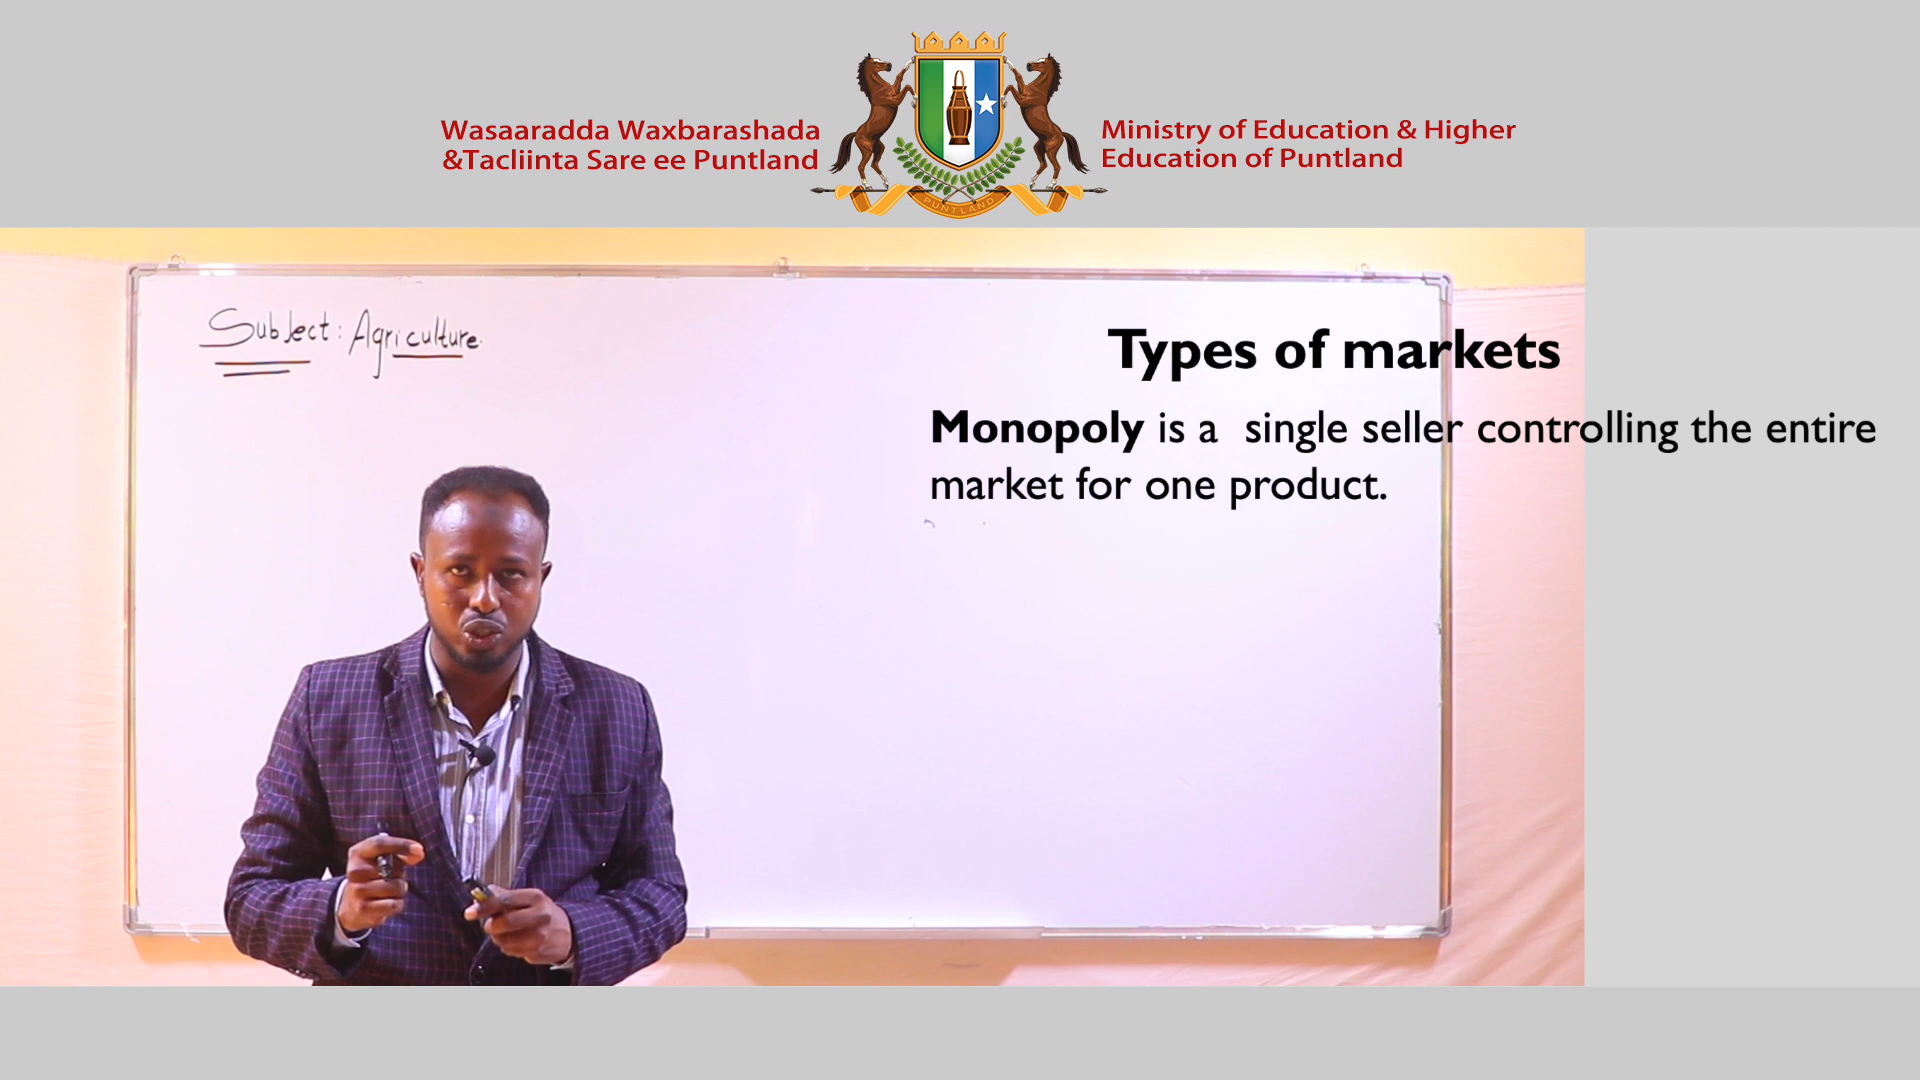 Wasaaradda Waxbarashada
&Tacliinta Sare ee Puntland
PUNTLAND
Ministry of Education & Higher
Education of Puntland
Subject: Agriculture.
Types of markets
Monopoly is a single seller controlling the entire
market for one product.